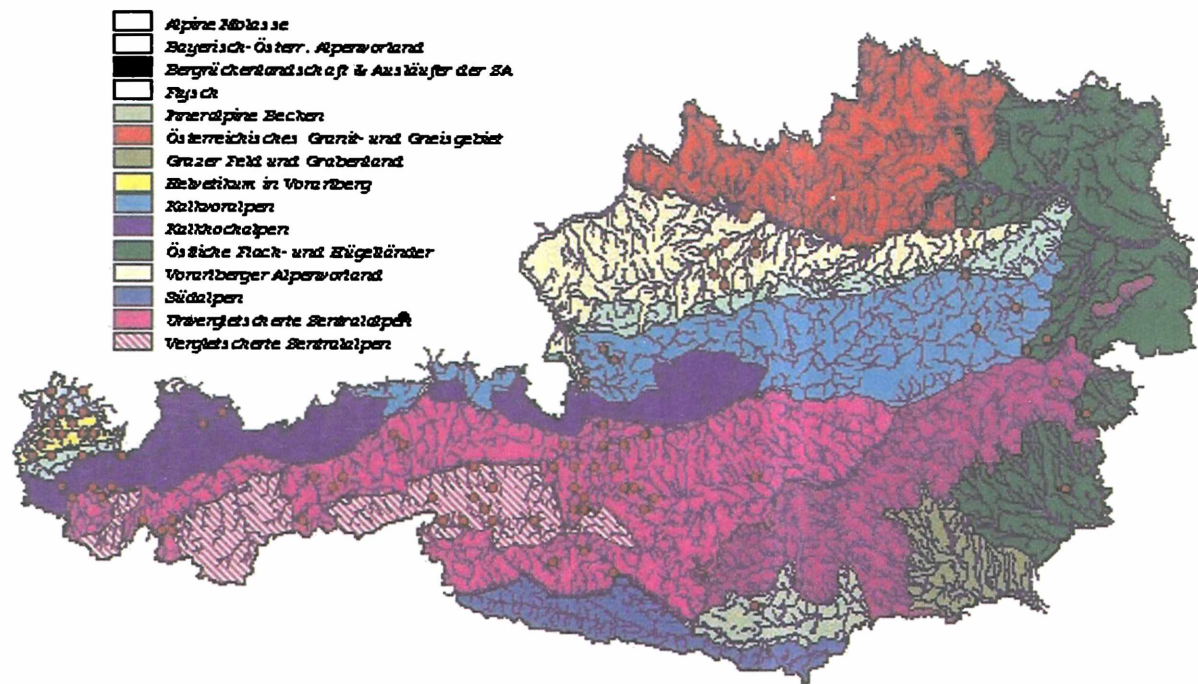 Alpine Molasse
Bayerisch-Österr. Alpenvorland
Bergrückenlandschaft & Ausläufer der ZA
Flysch
Inneralpine Becken
Österreichisches Granit- und Gneisgebiet
Grazer Feld und Grabenland
Helvetikum in Vorarlberg
Kalkvoralpen
Kalkhochalpen
Östliche Flach- und Hügelländer
Vorarlberger Alpenvorland
Südalpen
Unvergletscherte Zentralalpen
Vergletscherte Zentralalpen